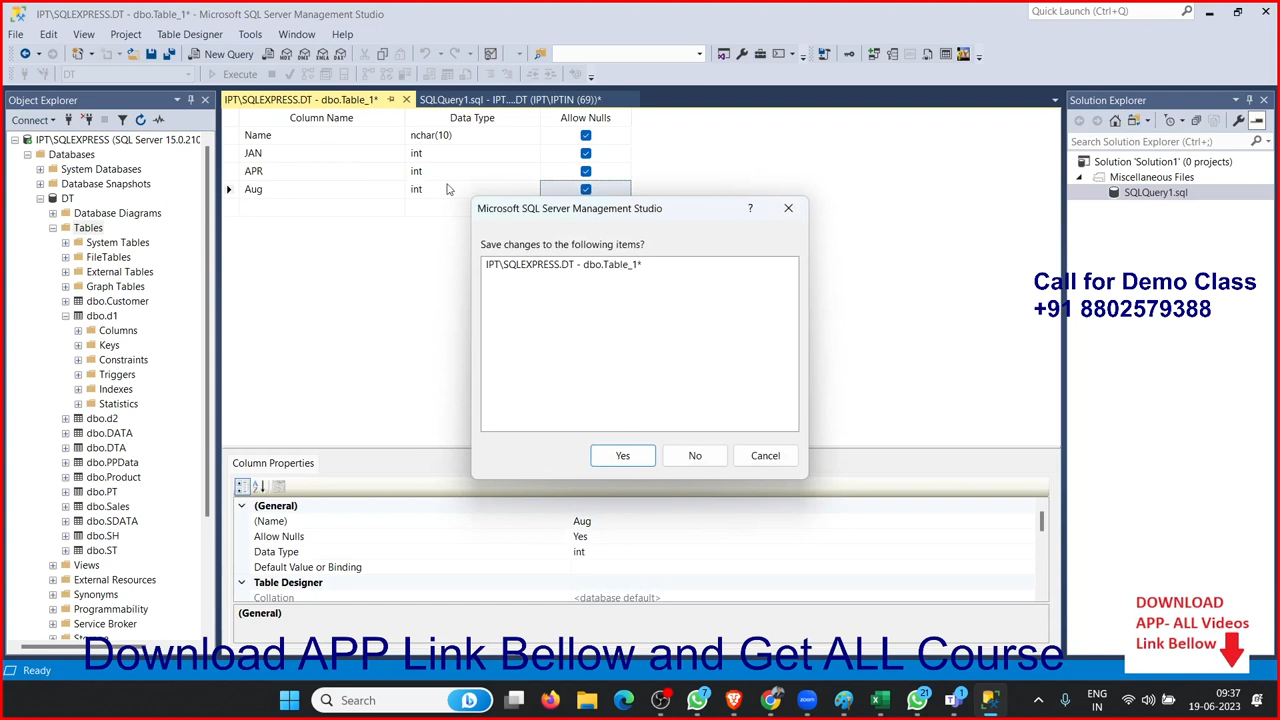 IPT\SQLEXPRESS.DT - dbo.Table_1* - Microsoft SQL Server Management Studio
Quick Launch (Ctrl+Q)
File Edit View Project Table Designer Tools Window Help
New Query
MDX DMX XMLA DAX
DT
Execute
Object Explorer
IPT\SQLEXPRESS.DT - dbo.Table_1*
SQLQuery1.sql - IPT....DT (IPT\IPTIN (69))*
Solution Explorer
Connect
Column Name Data Type Allow Nulls
Name nchar(10)
JAN int
APR int
Aug int
Search Solution Explorer (Ctrl+;)
Solution 'Solution1' (0 projects)
Miscellaneous Files
SQLQuery1.sql
IPT\SQLEXPRESS (SQL Server 15.0.210
Databases
System Databases
Database Snapshots
DT
Database Diagrams
Tables
System Tables
FileTables
External Tables
Graph Tables
dbo.Customer
dbo.d1
Columns
Keys
Constraints
Triggers
Indexes
Statistics
dbo.d2
dbo.DATA
dbo.DTA
dbo.PPData
dbo.Product
dbo.PT
dbo.Sales
dbo.SDATA
dbo.SH
dbo.ST
Views
External Resources
Synonyms
Programmability
Service Broker
Microsoft SQL Server Management Studio
?
Save changes to the following items?
IPT\SQLEXPRESS.DT - dbo.Table_1*
Yes No Cancel
Call for Demo Class
+91 8802579388
Column Properties
(General)
(Name) Aug
Allow Nulls Yes
Data Type int
Default Value or Binding
Table Designer
Collation <database default>
(General)
DOWNLOAD
APP- ALL Videos
Link Bellow
Download APP Link Bellow and Get ALL Course
Ready
Search
7
21
1
ENG
IN
09:37
19-06-2023